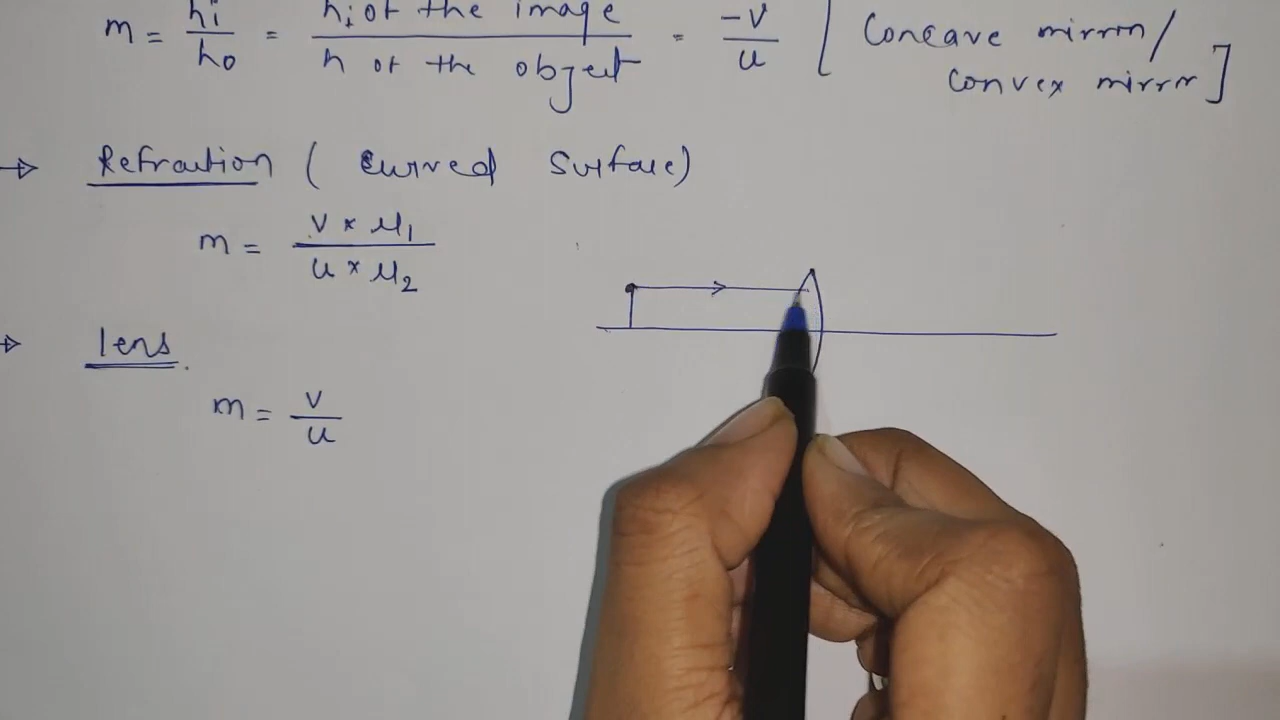 m = hi/ho = hi of the image / h of the object = -v/u [ Concave mirror/
convex mirror ]
→ Refraction ( curved surface)
m = v × μ1 / u × μ2
→ lens.
m = v/u